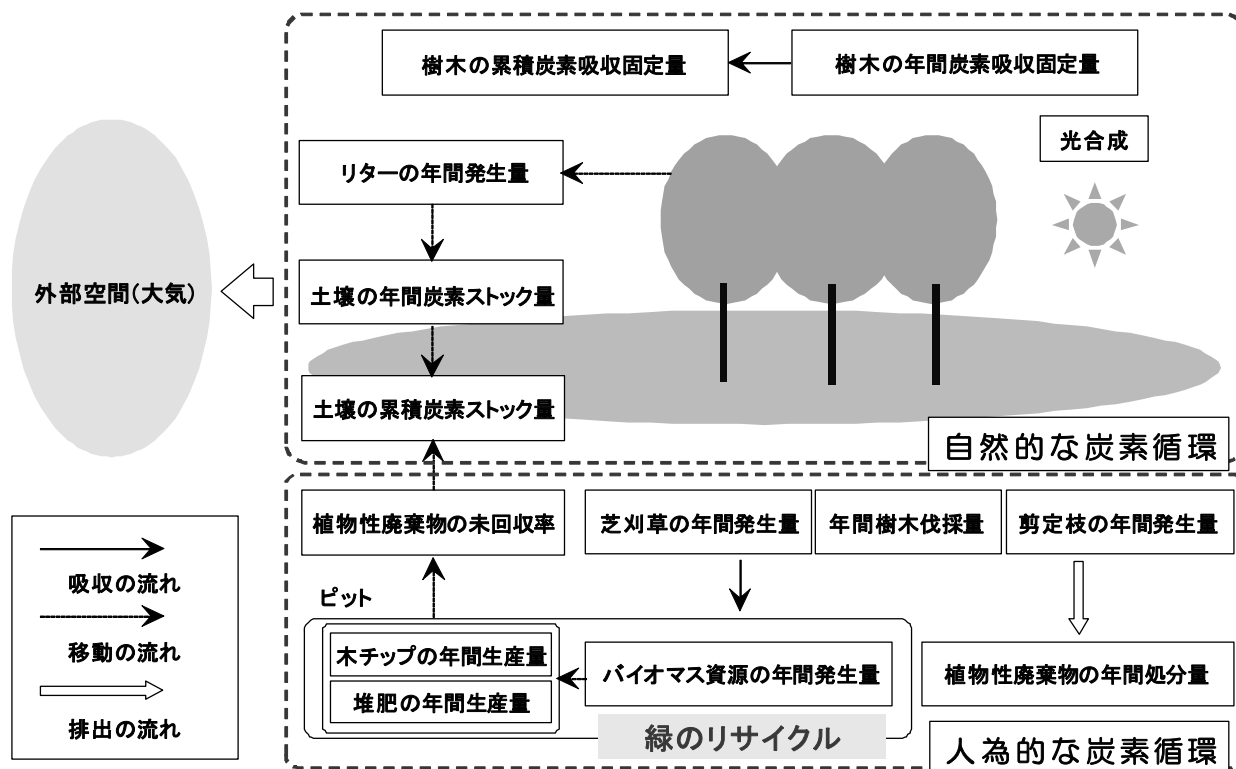 樹木の累積炭素吸収固定量
樹木の年間炭素吸収固定量
光合成
リターの年間発生量
外部空間(大気)
土壌の年間炭素ストック量
土壌の累積炭素ストック量
自然的な炭素循環
植物性廃棄物の未回収率
芝刈草の年間発生量
年間樹木伐採量
剪定枝の年間発生量
吸収の流れ
移動の流れ
排出の流れ
ピット
木チップの年間生産量
堆肥の年間生産量
バイオマス資源の年間発生量
植物性廃棄物の年間処分量
緑のリサイクル
人為的な炭素循環